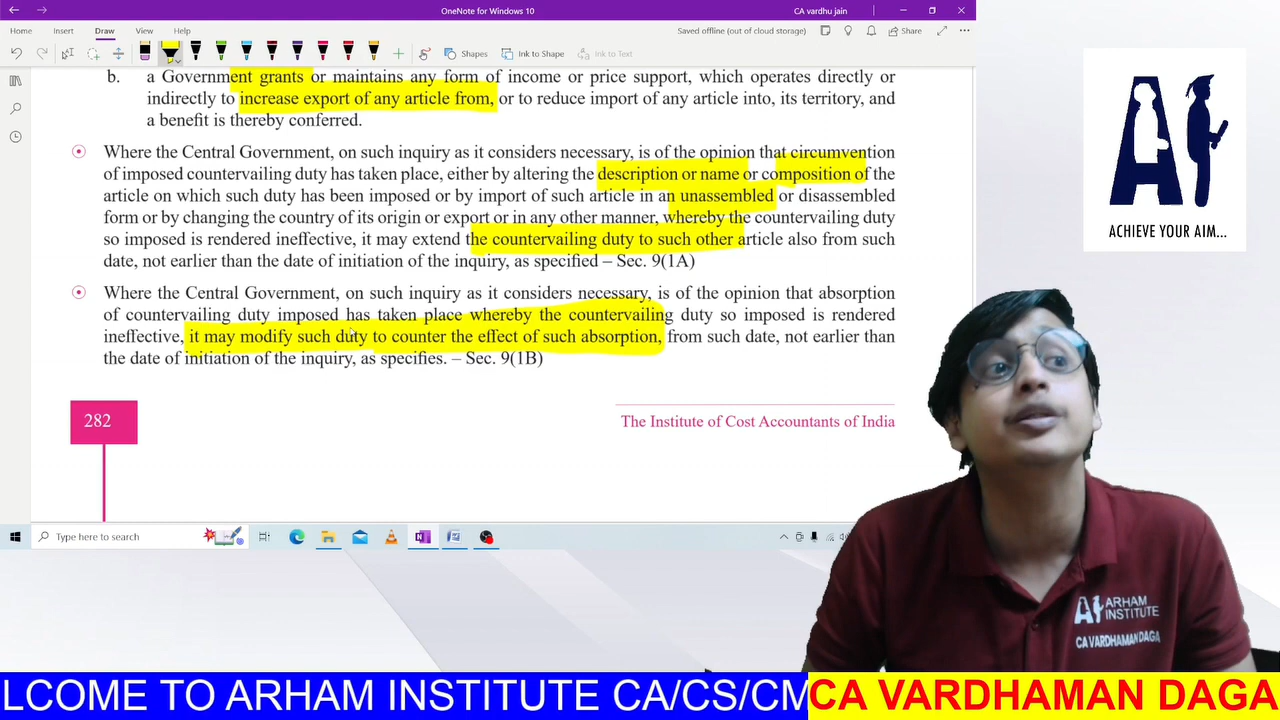 OneNote for Windows 10
CA vardhu jain
Home Insert Draw View Help
Saved offline (out of cloud storage)
Share
Shapes
Ink to Shape
Ink to Text
b. a Government grants or maintains any form of income or price support, which operates directly or
indirectly to increase export of any article from, or to reduce import of any article into, its territory, and
a benefit is thereby conferred.
Where the Central Government, on such inquiry as it considers necessary, is of the opinion that circumvention
of imposed countervailing duty has taken place, either by altering the description or name or composition of the
article on which such duty has been imposed or by import of such article in an unassembled or disassembled
form or by changing the country of its origin or export or in any other manner, whereby the countervailing duty
so imposed is rendered ineffective, it may extend the countervailing duty to such other article also from such
date, not earlier than the date of initiation of the inquiry, as specified – Sec. 9(1A)
Where the Central Government, on such inquiry as it considers necessary, is of the opinion that absorption
of countervailing duty imposed has taken place whereby the countervailing duty so imposed is rendered
ineffective, it may modify such duty to counter the effect of such absorption, from such date, not earlier than
the date of initiation of the inquiry, as specifies. – Sec. 9(1B)
282
The Institute of Cost Accountants of India
Type here to search
ACHIEVE YOUR AIM...
ARHAM
INSTITUTE
CA VARDHAMAN DAGA
LCOME TO ARHAM INSTITUTE CA/CS/CM
CA VARDHAMAN DAGA